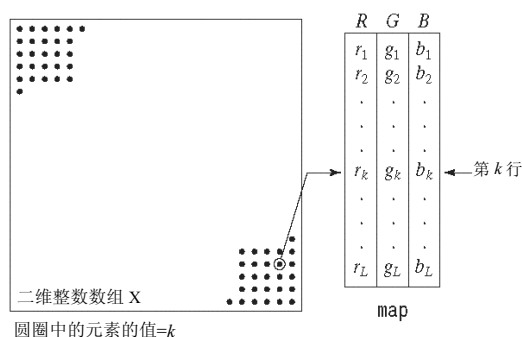 R G B
r1 g1 b1
r2 g2 b2
. . .
. . .
. . .
rk gk bk
第 k 行
. . .
. . .
. . .
rL gL bL
二维整数数组 X
map
圆圈中的元素的值=k